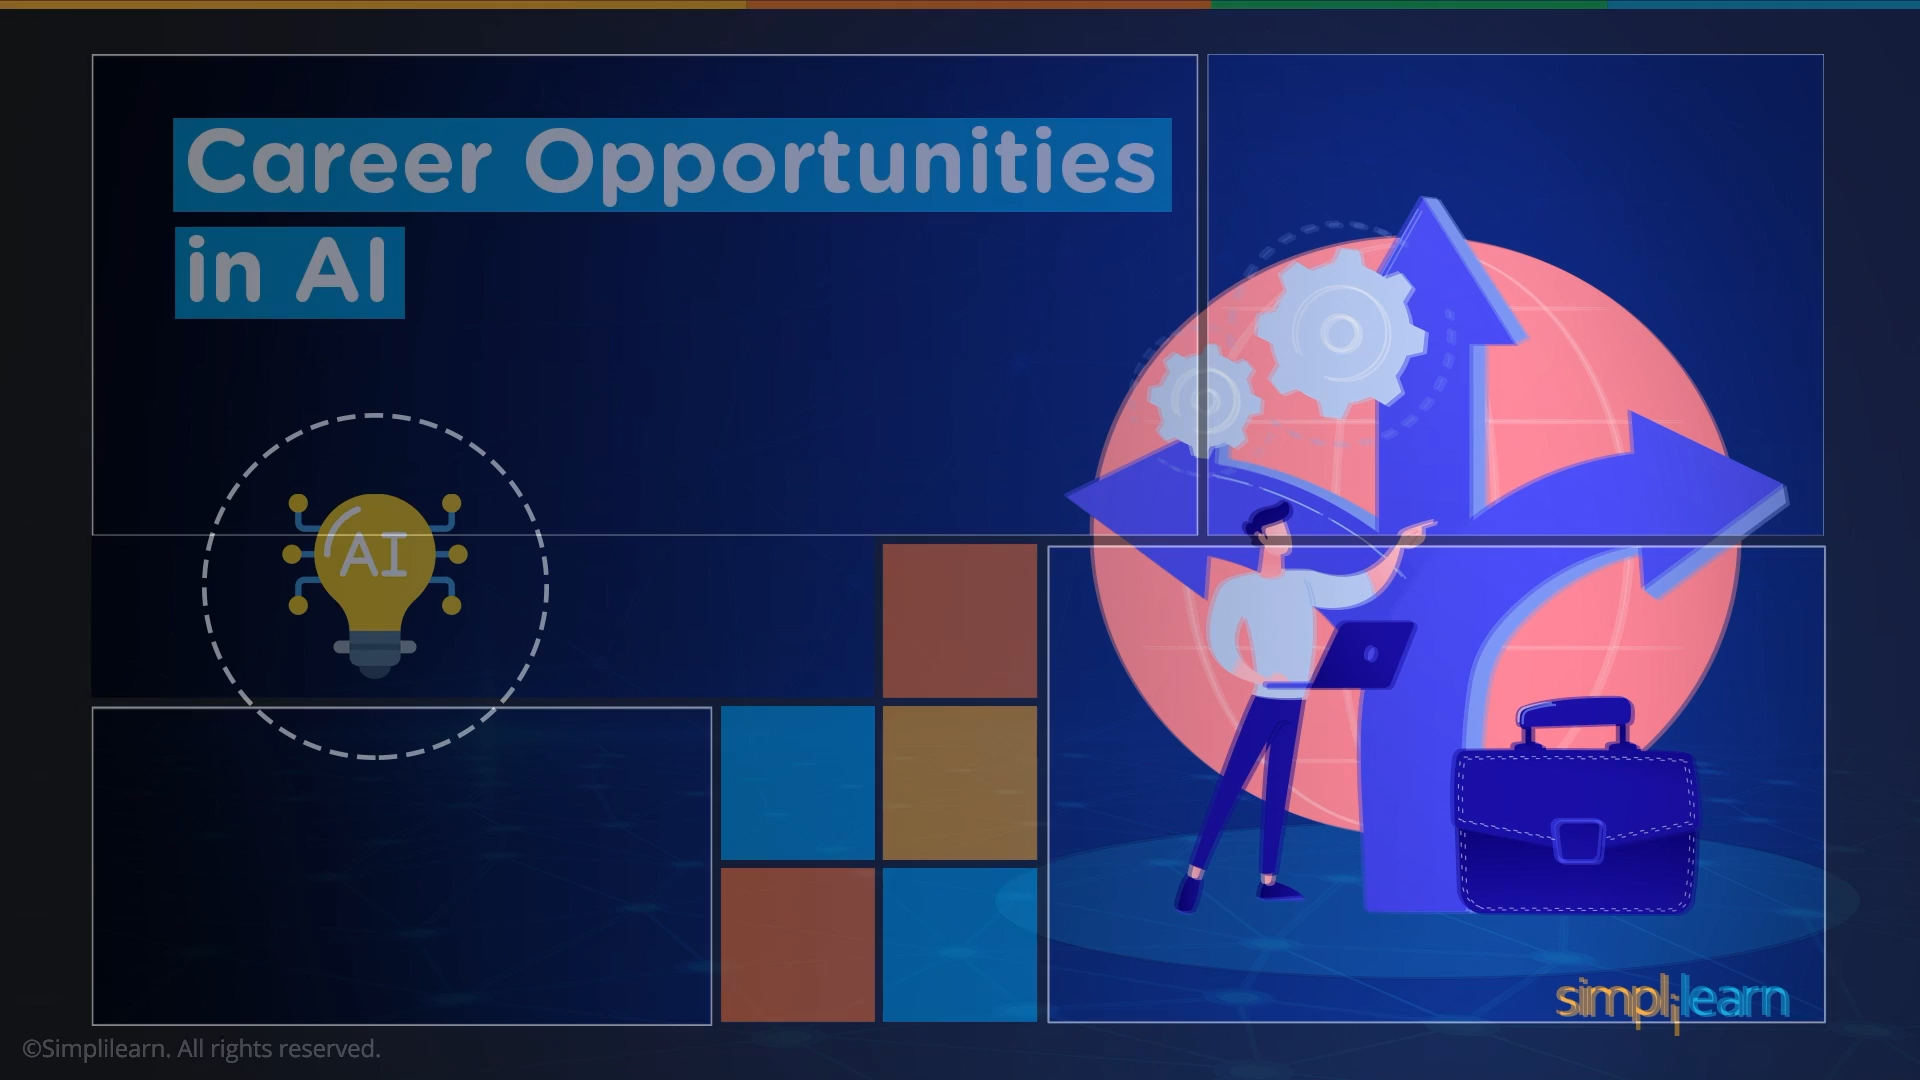 Career Opportunities
in AI
AI
simplilearn
©Simplilearn. All rights reserved.